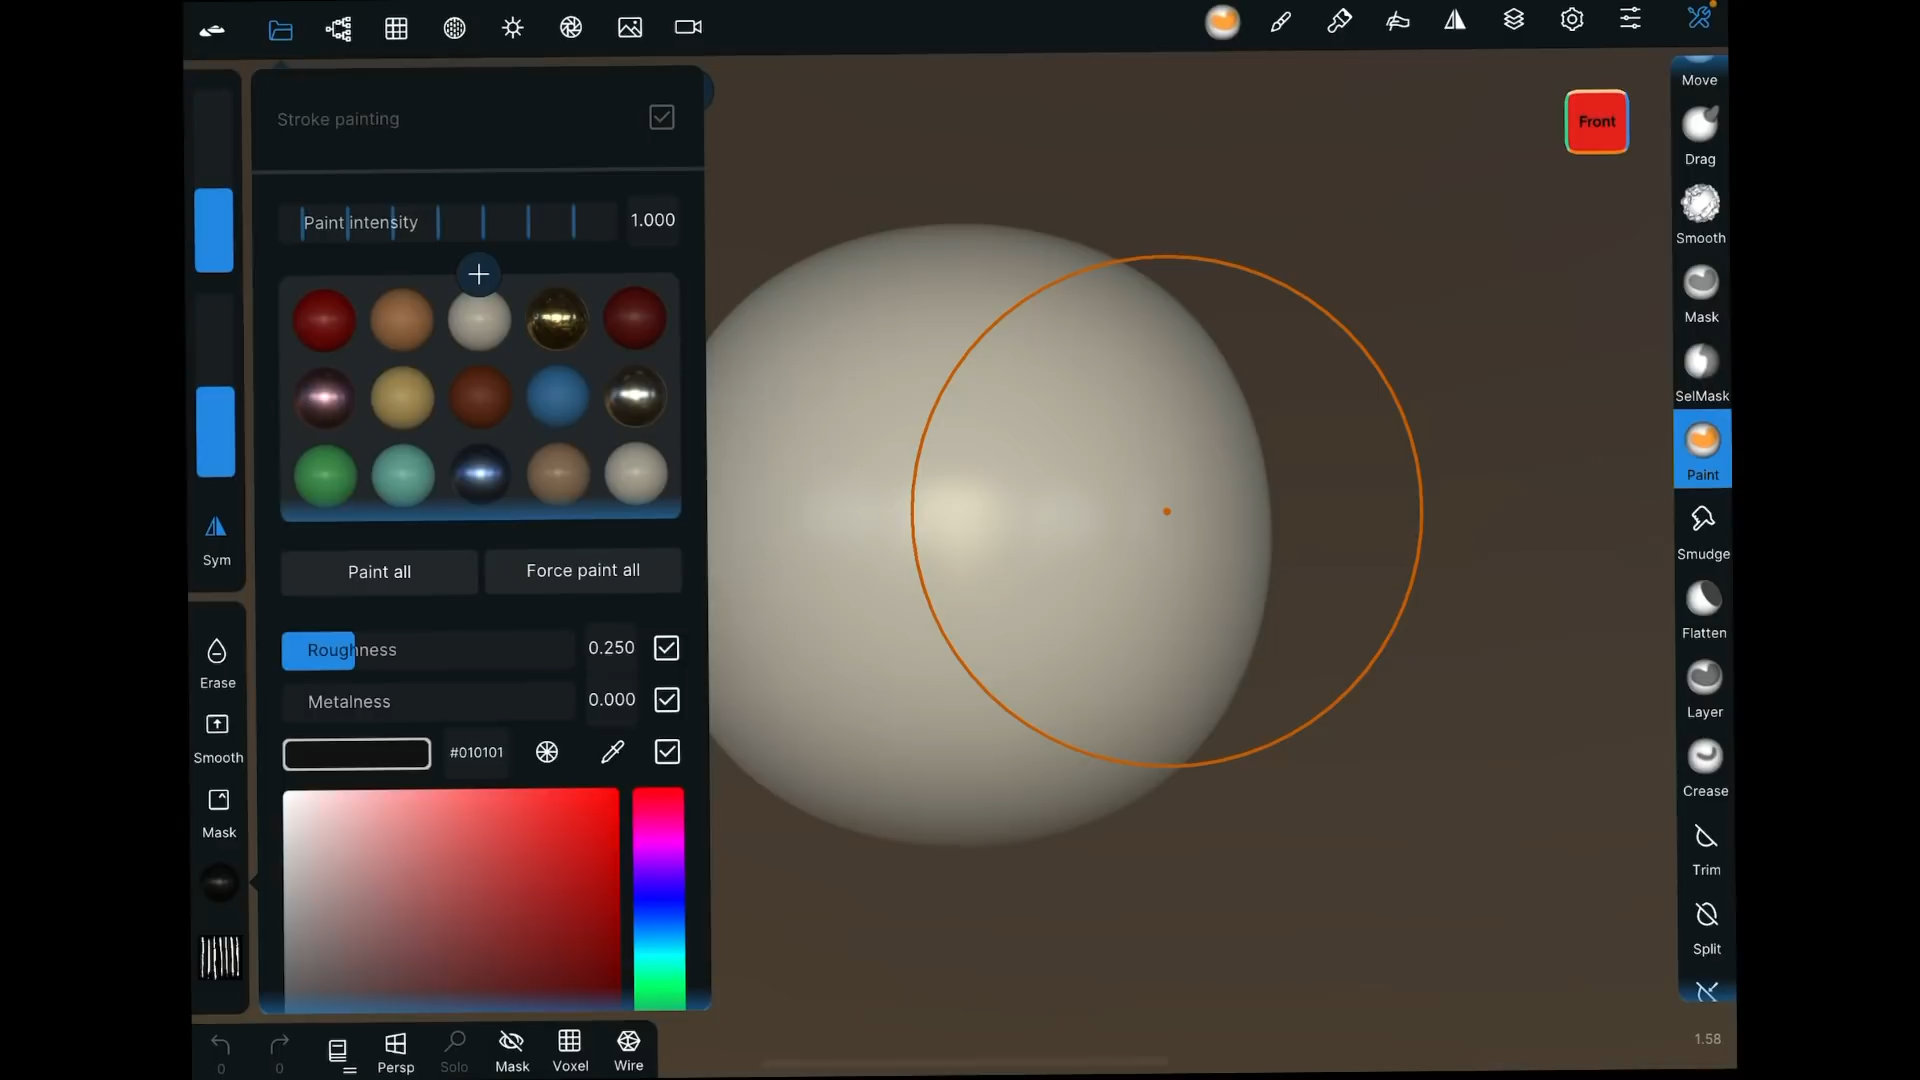 Stroke painting
Paint intensity 1.000
Paint all Force paint all
Roughness 0.250
Metalness 0.000
#010101
Sym
Erase
Smooth
Mask
0 0 Persp Solo Mask Voxel Wire
Front
Move
Drag
Smooth
Mask
SelMask
Paint
Smudge
Flatten
Layer
Crease
Trim
Split
1.58